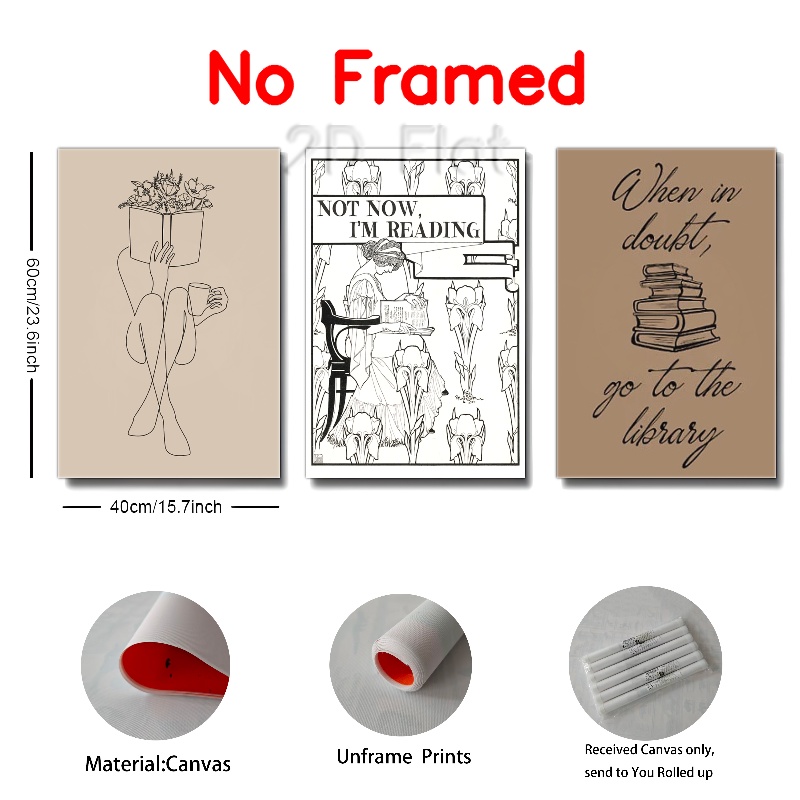 No Framed
2D Flat
60cm/23.6inch
NOT NOW,
I'M READING
When in
doubt,
go to the
library
40cm/15.7inch
Material:Canvas
Unframe Prints
Received Canvas only,
send to You Rolled up